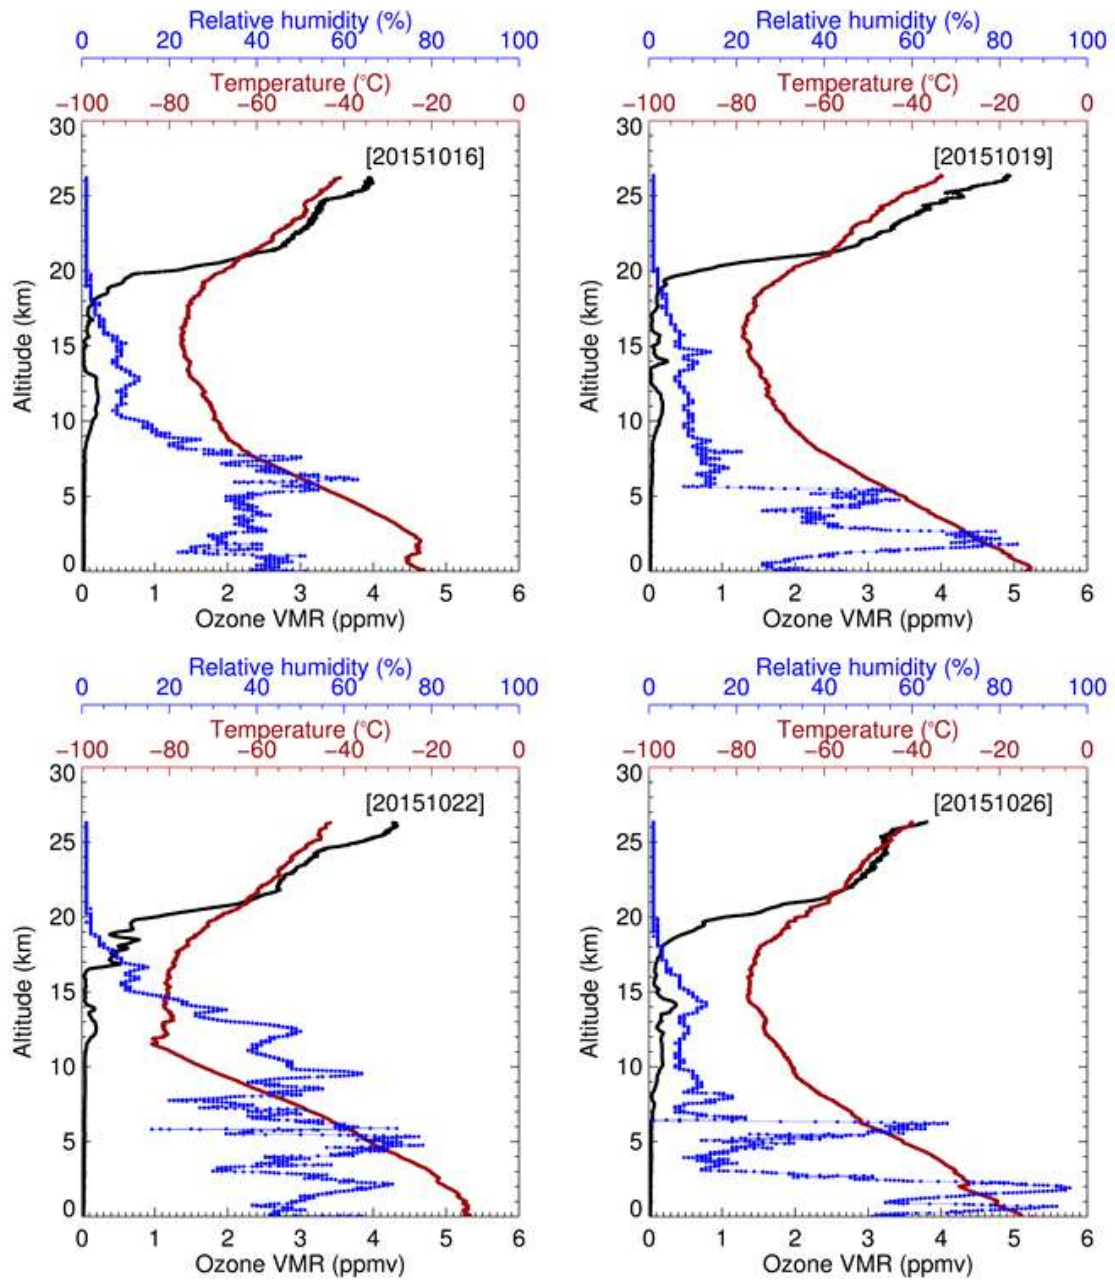 Relative humidity (%)
0 20 40 60 80 100
Temperature (°C)
−100 −80 −60 −40 −20 0
[20151016]
Altitude (km)
30
25
20
15
10
5
0
0 1 2 3 4 5 6
Ozone VMR (ppmv)
Relative humidity (%)
0 20 40 60 80 100
Temperature (°C)
−100 −80 −60 −40 −20 0
[20151019]
Altitude (km)
30
25
20
15
10
5
0
0 1 2 3 4 5 6
Ozone VMR (ppmv)
Relative humidity (%)
0 20 40 60 80 100
Temperature (°C)
−100 −80 −60 −40 −20 0
[20151022]
Altitude (km)
30
25
20
15
10
5
0
0 1 2 3 4 5 6
Ozone VMR (ppmv)
Relative humidity (%)
0 20 40 60 80 100
Temperature (°C)
−100 −80 −60 −40 −20 0
[20151026]
Altitude (km)
30
25
20
15
10
5
0
0 1 2 3 4 5 6
Ozone VMR (ppmv)